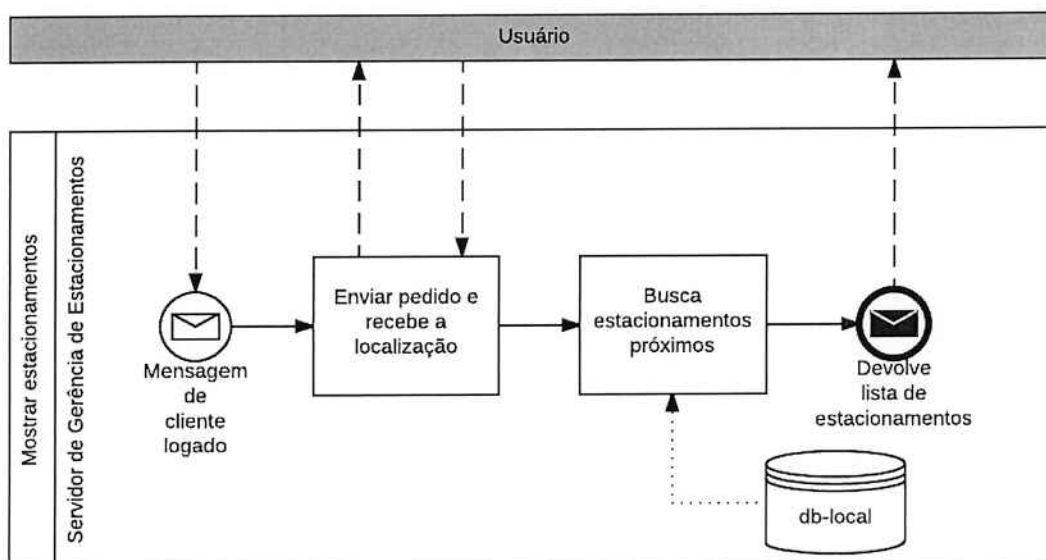 Usuário
Mostrar estacionamentos
Servidor de Gerência de Estacionamentos
Mensagem
de
cliente
logado
Enviar pedido e
recebe a
localização
Busca
estacionamentos
próximos
Devolve
lista de
estacionamentos
db-local